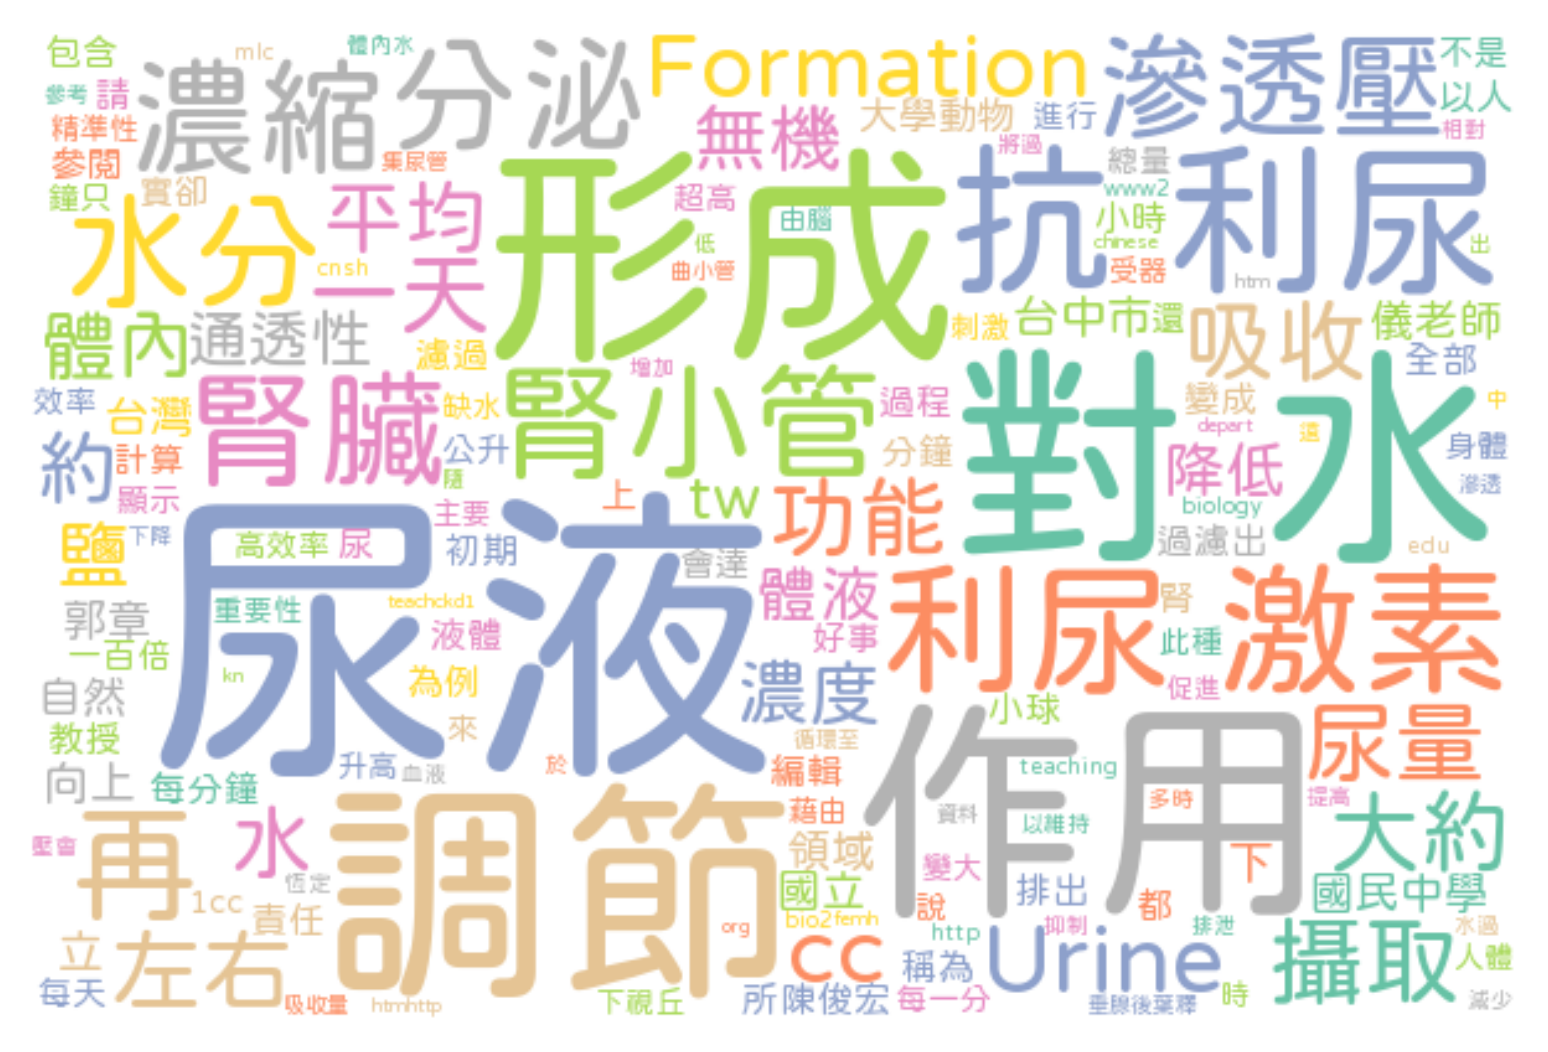 包含
mlc
體內水
濃縮
分泌
Formation
滲透壓
不是
參考
請
以人
精準性
無機
大學動物
進行
相對
參閱
集尿管
將過
總量
鐘只
實卻
平均
超高
形成
抗利尿
www2
水分
由腦
小時
低
chinese
出
cnsh
曲小管
受器
htm
一天
體內
通透性
刺激
台中市
還
吸收
儀老師
濾過
增加
全部
效率
台灣
腎臟
缺水
腎小管
過程
對水
變成
中
約
計算
公升
分鐘
depart
這
身體
顯示
隨
降低
滲透
上
tw
功能
biology
主要
鹽
下降
高效率
尿
初期
會達
過濾出
edu
尿液
體液
利尿激素
郭章
重要性
teachckd1
液體
好事
腎
此種
一百倍
kn
為例
濃度
促進
自然
來
小球
教授
循環至
作用
尿量
向上
每分鐘
升高
血液
於
編輯
teaching
調節
藉由
資料
多時
提高
大約
壓會
再
水
領域
以維持
下
恆定
變大
1cc
責任
國立
排出
國民中學
說
都
bio2
femh
org
http
抑制
排泄
水過
立
左右
cc
稱為
Urine
攝取
人體
每天
吸收量
htmhttp
下視丘
所陳俊宏
每一分
垂腺後葉釋
時
減少